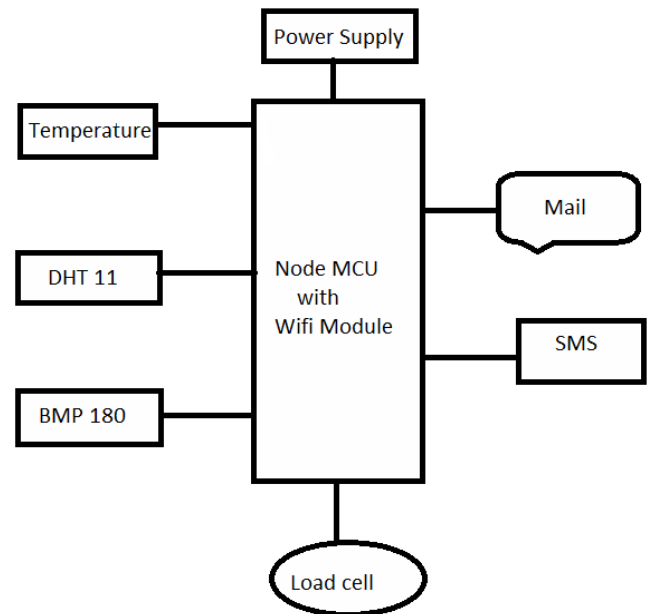 Power Supply
Temperature
Mail
DHT 11
Node MCU
with
Wifi Module
SMS
BMP 180
Load cell